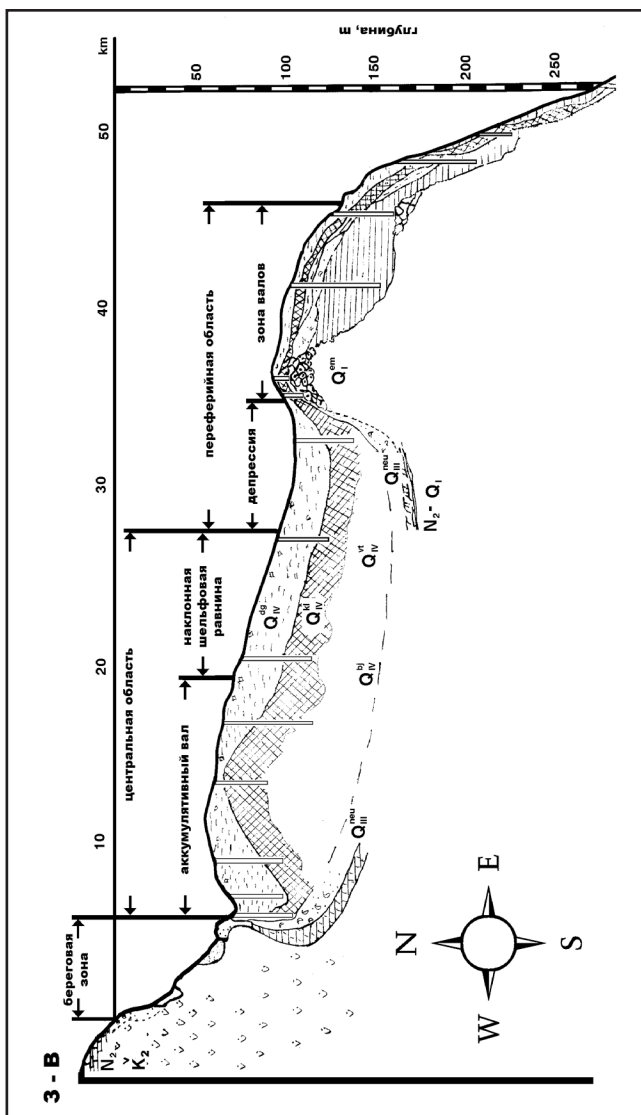 З - В
км
10
20
30
40
50
глубина, м
50
100
150
200
250
береговая
зона
центральная область
переферийная область
аккумулятивный вал
наклонная
шельфовая
равнина
депрессия
зона валов
N₂
K₂
Q_IV^dg
Q_IV^kl
Q_IV^vt
Q_IV^bj
Q_III^neu
Q_III^neu
N₂ - Q_I
Q_I^em
N
E
S
W